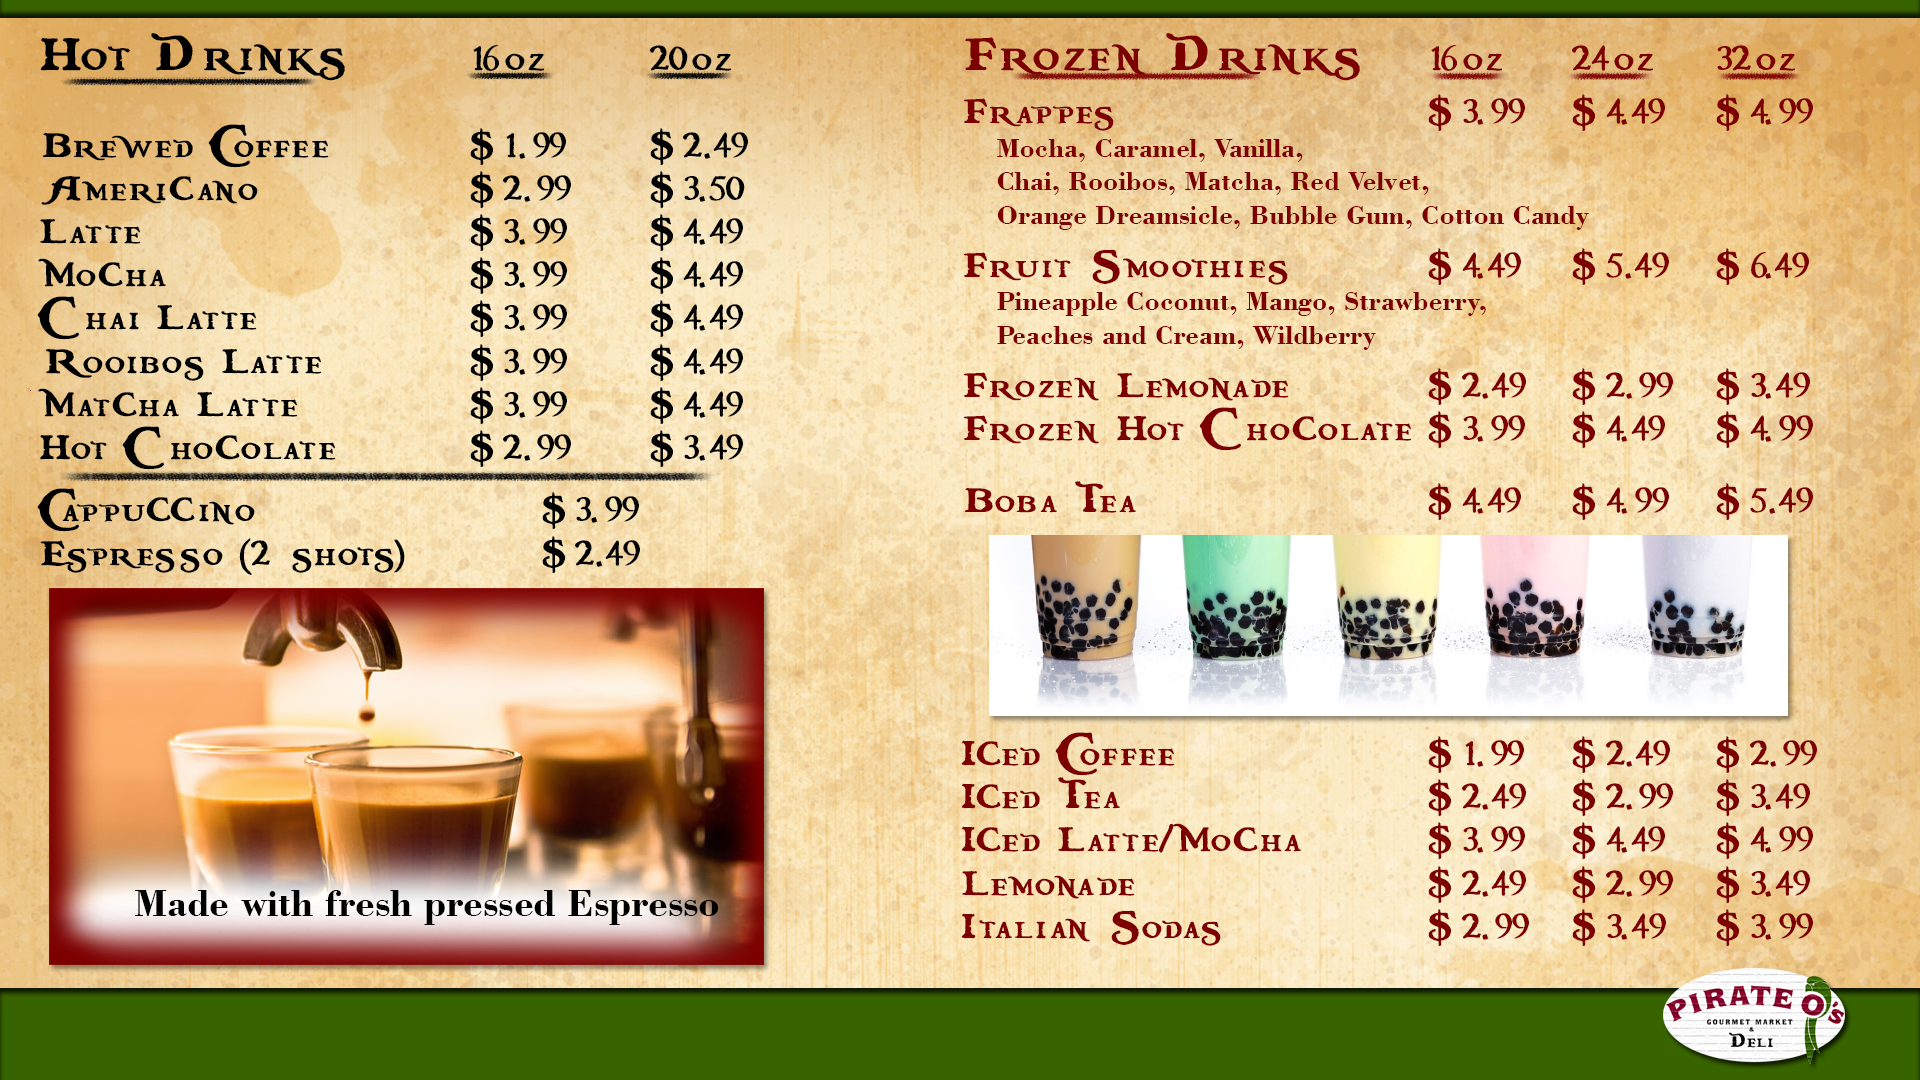 Hot Drinks 16oz 20oz
Brewed Coffee $1.99 $2.49
Americano $2.99 $3.50
Latte $3.99 $4.49
Mocha $3.99 $4.49
Chai Latte $3.99 $4.49
Rooibos Latte $3.99 $4.49
Matcha Latte $3.99 $4.49
Hot Chocolate $2.99 $3.49
Cappuccino $3.99
Espresso (2 shots) $2.49
Made with fresh pressed Espresso
Frozen Drinks 16oz 24oz 32oz
Frappes $3.99 $4.49 $4.99
Mocha, Caramel, Vanilla,
Chai, Rooibos, Matcha, Red Velvet,
Orange Dreamsicle, Bubble Gum, Cotton Candy
Fruit Smoothies $4.49 $5.49 $6.49
Pineapple Coconut, Mango, Strawberry,
Peaches and Cream, Wildberry
Frozen Lemonade $2.49 $2.99 $3.49
Frozen Hot Chocolate $3.99 $4.49 $4.99
Boba Tea $4.49 $4.99 $5.49
Iced Coffee $1.99 $2.49 $2.99
Iced Tea $2.49 $2.99 $3.49
Iced Latte/Mocha $3.99 $4.49 $4.99
Lemonade $2.49 $2.99 $3.49
Italian Sodas $2.99 $3.49 $3.99
PIRATE O's
GOURMET MARKET
&
Deli